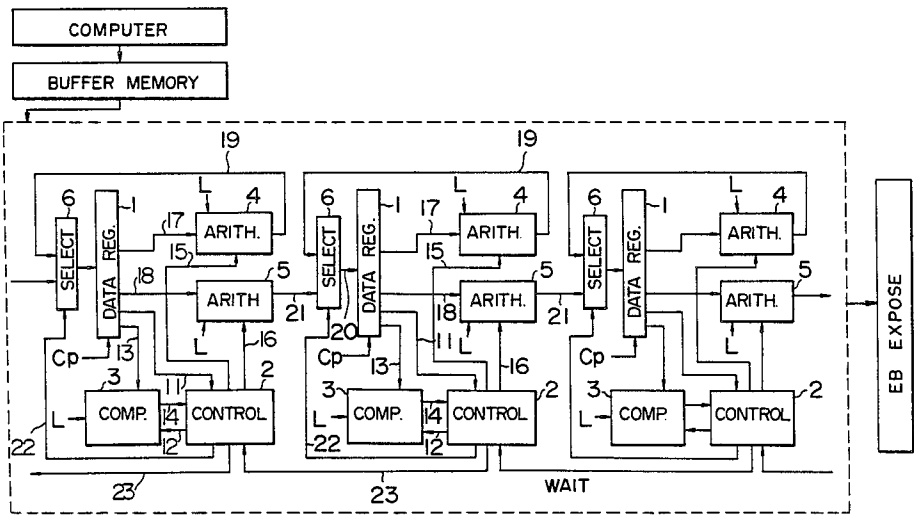 COMPUTER
BUFFER MEMORY
19
19
6
1
L
4
17
SELECT
DATA REG.
ARITH.
15
18
5
ARITH
21
L
16
Cp
13
3
11
2
L
COMP.
14
12
CONTROL
22
23
6
1
L
4
17
SELECT
DATA REG.
ARITH.
15
20
18
5
ARITH.
21
L
16
Cp
13
11
3
2
L
COMP.
14
12
CONTROL
22
23
WAIT
6
1
L
4
SELECT
DATA REG.
ARITH.
5
ARITH.
L
Cp
3
2
L
COMP.
CONTROL
EB EXPOSE